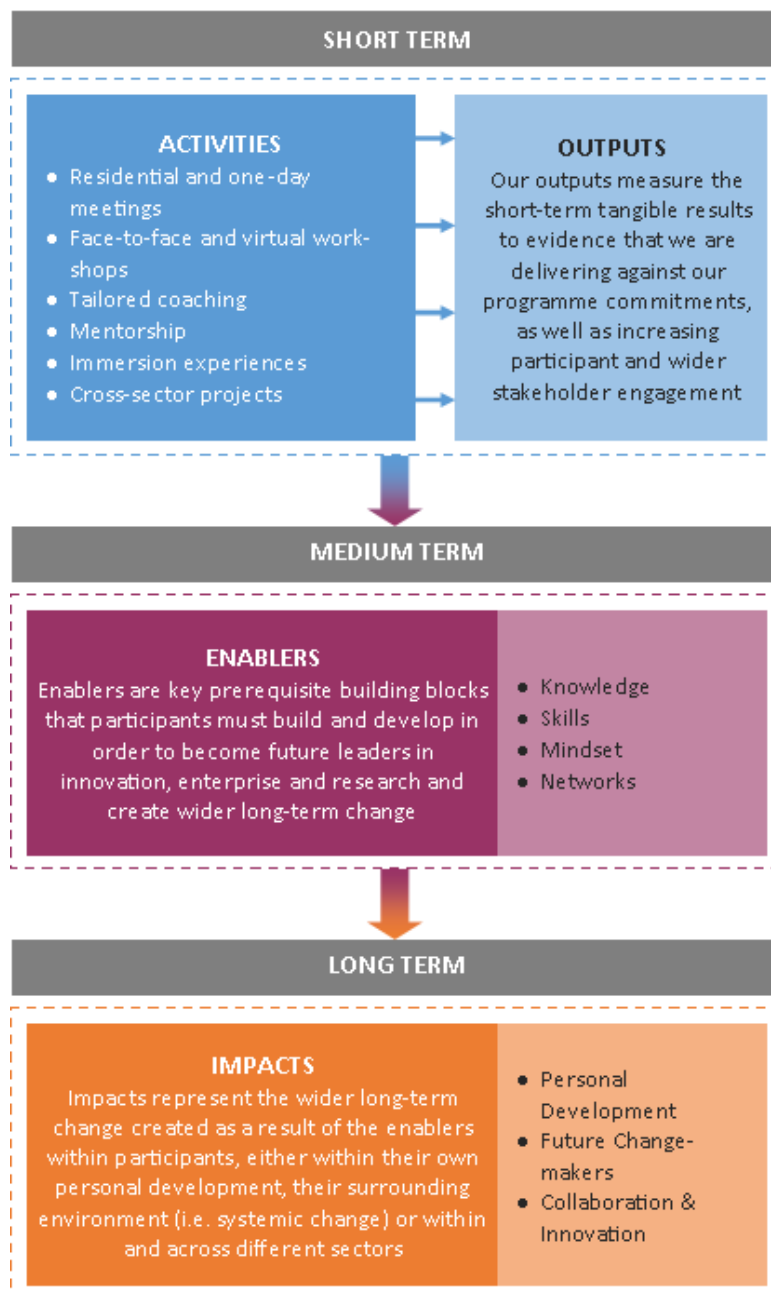 SHORT TERM
ACTIVITIES
● Residential and one-day
meetings
● Face-to-face and virtual work-
shops
● Tailored coaching
● Mentorship
● Immersion experiences
● Cross-sector projects
OUTPUTS
Our outputs measure the
short-term tangible results
to evidence that we are
delivering against our
programme commitments,
as well as increasing
participant and wider
stakeholder engagement
MEDIUM TERM
ENABLERS
Enablers are key prerequisite building blocks
that participants must build and develop in
order to become future leaders in
innovation, enterprise and research and
create wider long-term change
● Knowledge
● Skills
● Mindset
● Networks
LONG TERM
IMPACTS
Impacts represent the wider long-term
change created as a result of the enablers
within participants, either within their own
personal development, their surrounding
environment (i.e. systemic change) or within
and across different sectors
● Personal
Development
● Future Change-
makers
● Collaboration &
Innovation